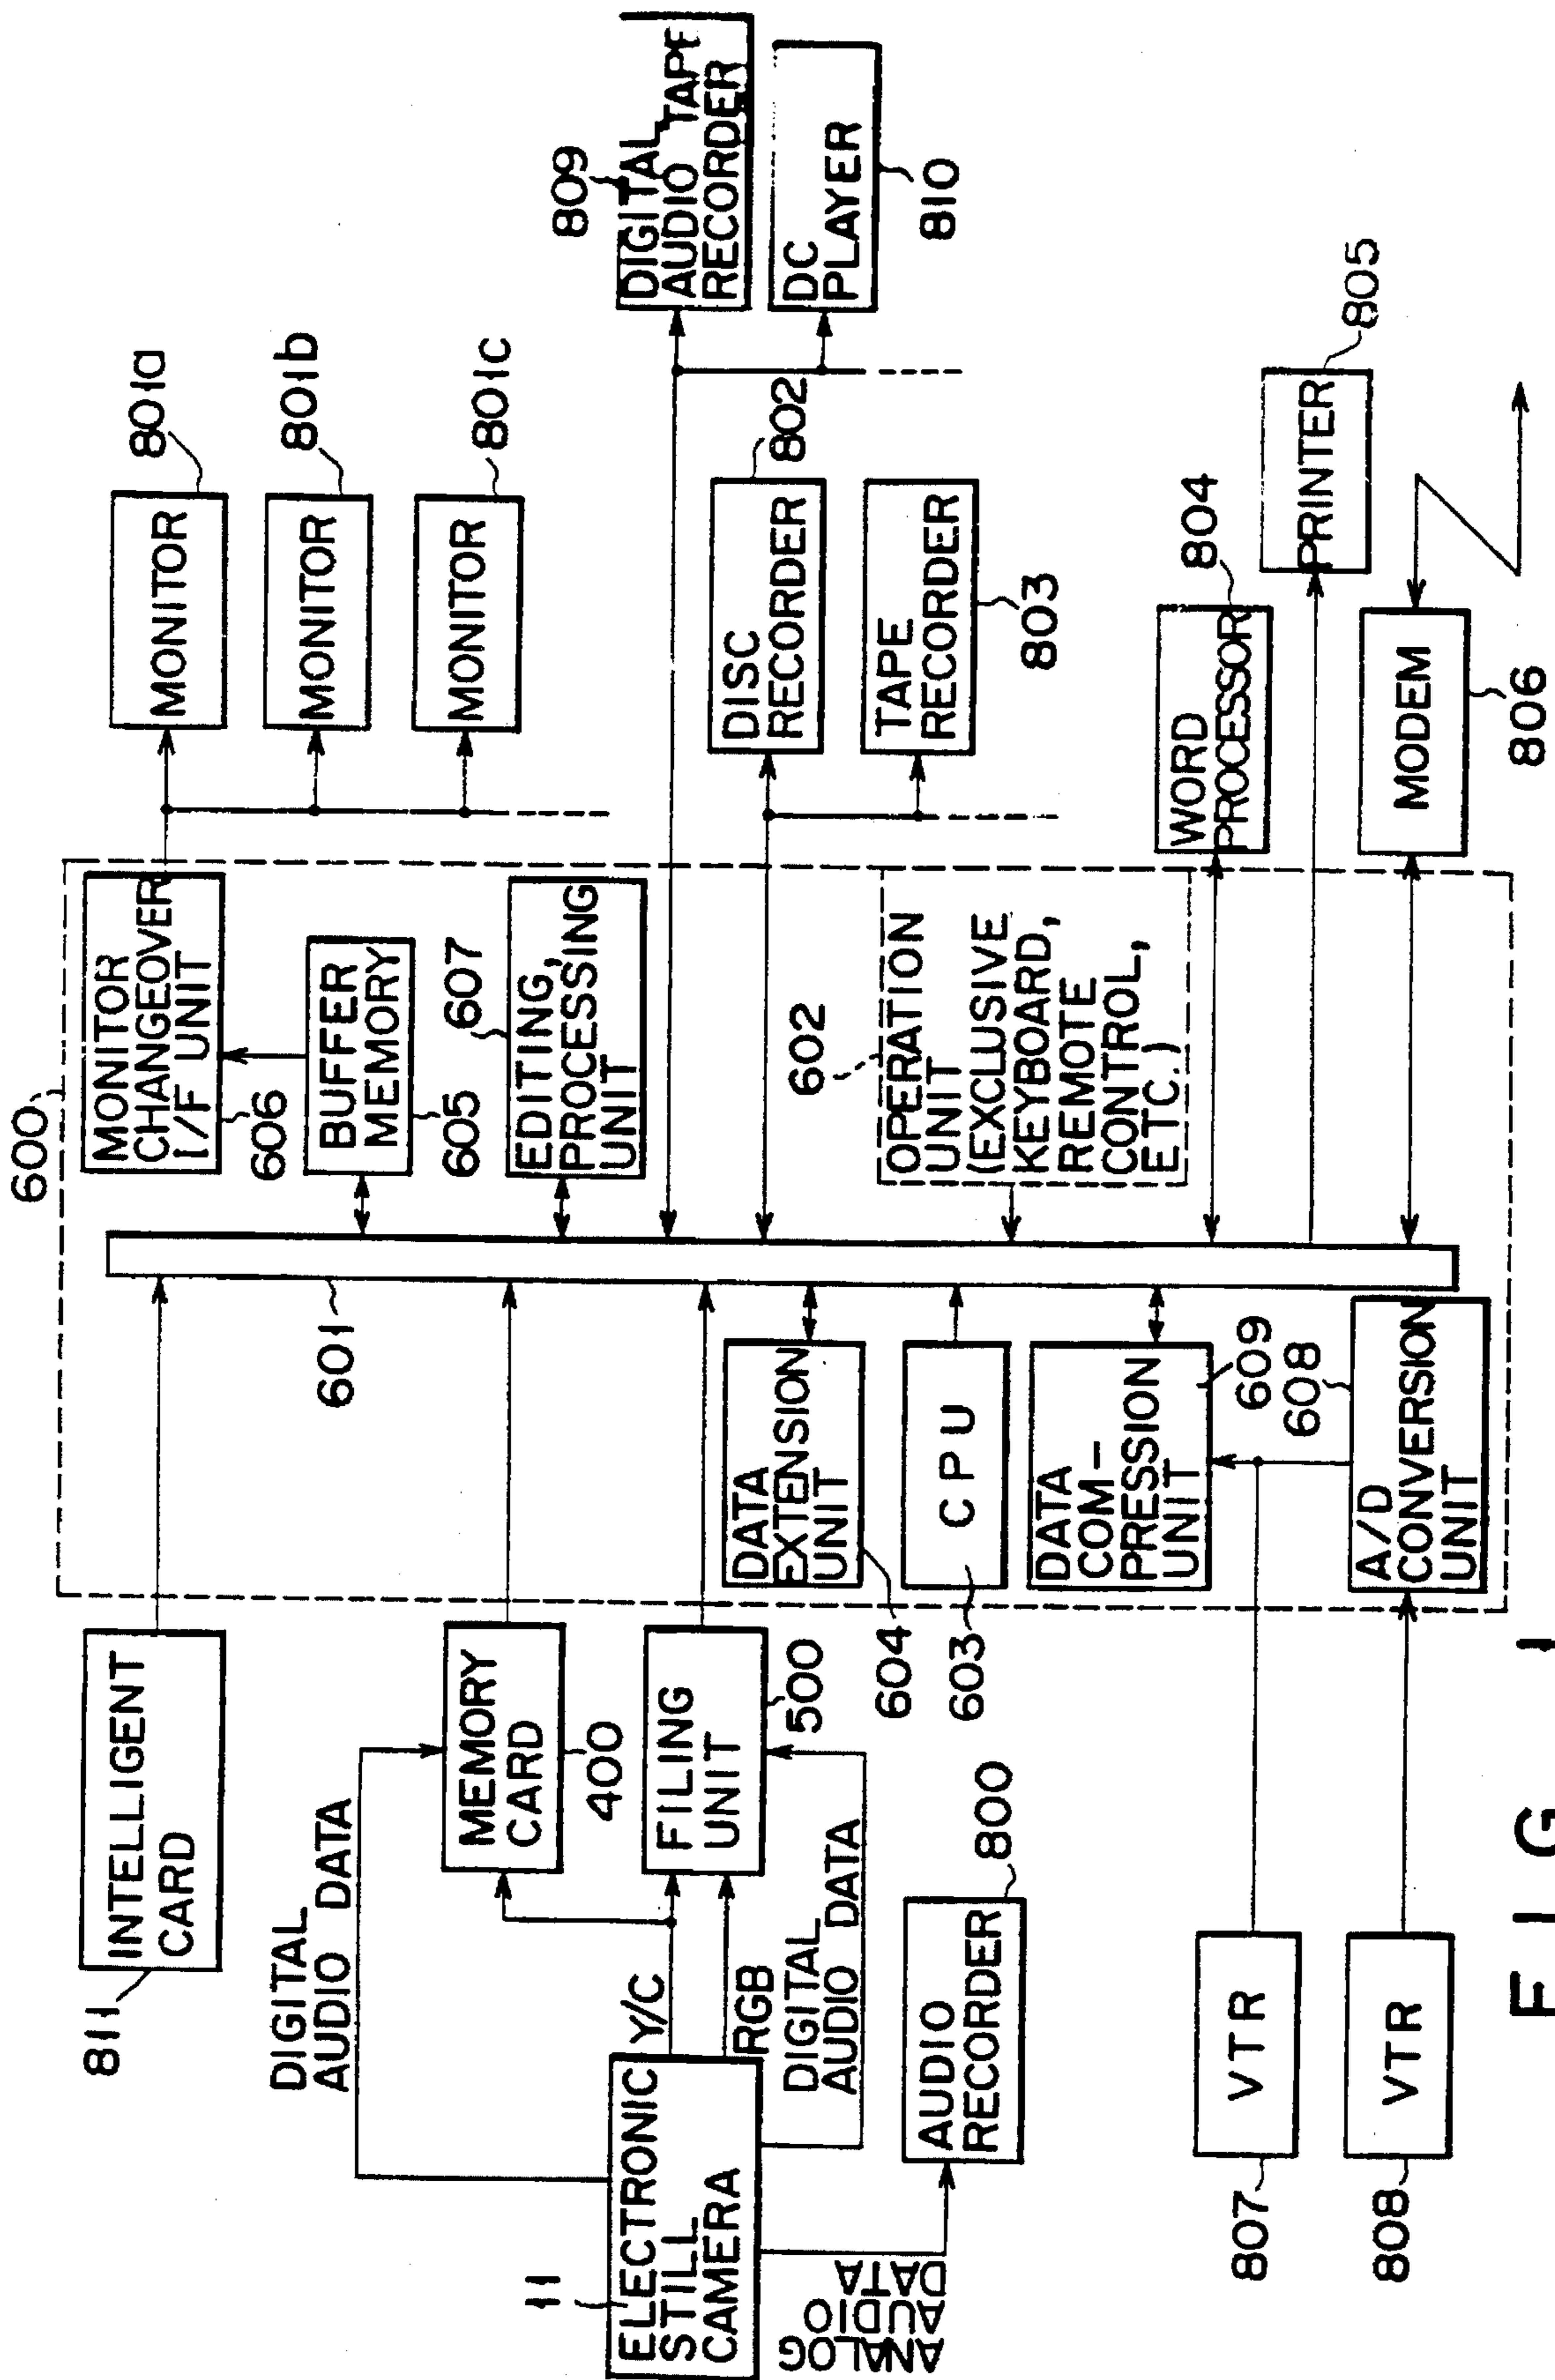 600
MONITOR
CHANGEOVER
I/F UNIT
606
BUFFER
MEMORY
605
EDITING,
PROCESSING
UNIT
607
602
OPERATION
UNIT
(EXCLUSIVE
KEYBOARD,
REMOTE
CONTROL,
ETC.)
MONITOR
801a
MONITOR
801b
MONITOR
801c
809
DIGITAL
AUDIO TAPE
RECORDER
DC
PLAYER
810
DISC
RECORDER
802
TAPE
RECORDER
803
WORD
PROCESSOR
804
PRINTER
805
MODEM
806
601
INTELLIGENT
CARD
811
DIGITAL
AUDIO DATA
MEMORY
CARD
400
FILING
UNIT
500
Y/C
RGB
DIGITAL
AUDIO DATA
11
ELECTRONIC
STILL
CAMERA
ANALOG
AUDIO
DATA
AUDIO
RECORDER
800
DATA
EXTENSION
UNIT
604
CPU
603
DATA
COM-
PRESSION
UNIT
609
608
A/D
CONVERSION
UNIT
VTR
807
VTR
808
FIG. 1